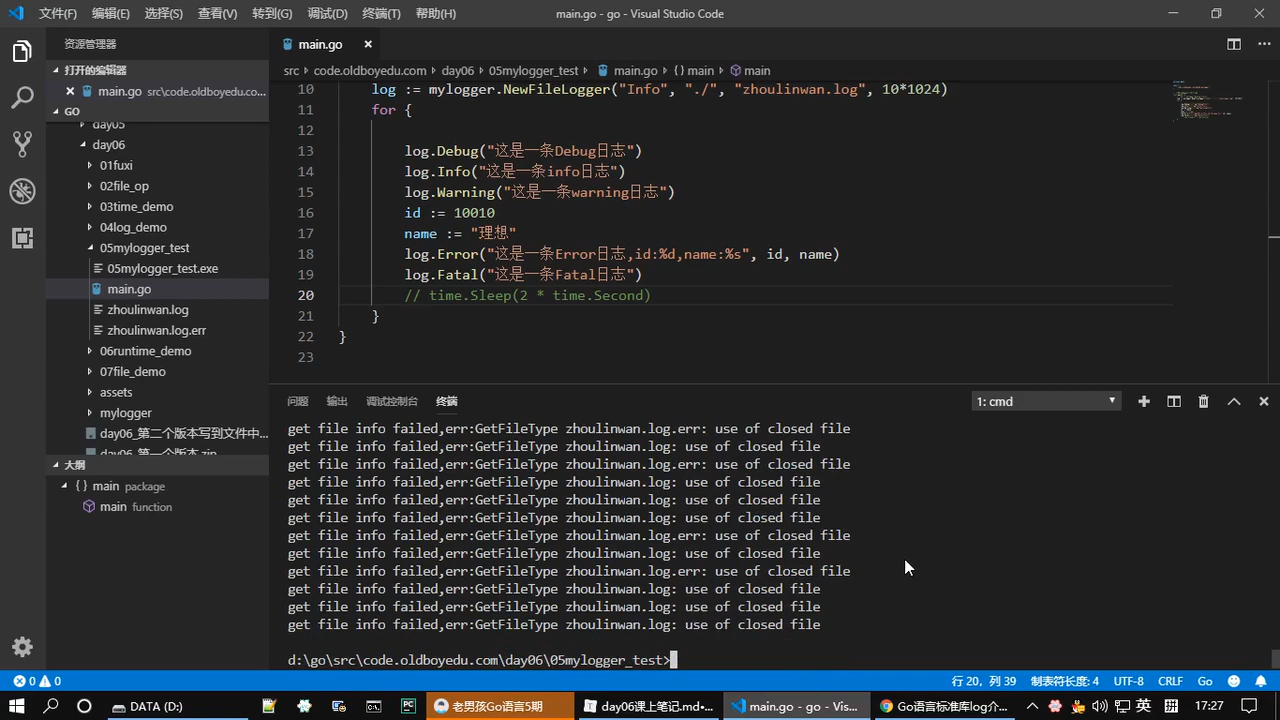 文件(F) 编辑(E) 选择(S) 查看(V) 转到(G) 调试(D) 终端(T) 帮助(H) main.go - go - Visual Studio Code
资源管理器
打开的编辑器
main.go src\code.oldboyedu.co...
GO
day05
day06
01fuxi
02file_op
03time_demo
04log_demo
05mylogger_test
05mylogger_test.exe
main.go
zhoulinwan.log
zhoulinwan.log.err
06runtime_demo
07file_demo
assets
mylogger
day06_第二个版本写到文件中...
day06_第一个版本.zip
大纲
main package
main function
main.go
src code.oldboyedu.com day06 05mylogger_test main.go {} main main
10 log := mylogger.NewFileLogger("Info", "./", "zhoulinwan.log", 10*1024)
11 for {
12
13 log.Debug("这是一条Debug日志")
14 log.Info("这是一条info日志")
15 log.Warning("这是一条warning日志")
16 id := 10010
17 name := "理想"
18 log.Error("这是一条Error日志,id:%d,name:%s", id, name)
19 log.Fatal("这是一条Fatal日志")
20 // time.Sleep(2 * time.Second)
21 }
22 }
23
问题 输出 调试控制台 终端 1: cmd
get file info failed,err:GetFileType zhoulinwan.log.err: use of closed file
get file info failed,err:GetFileType zhoulinwan.log: use of closed file
get file info failed,err:GetFileType zhoulinwan.log.err: use of closed file
get file info failed,err:GetFileType zhoulinwan.log: use of closed file
get file info failed,err:GetFileType zhoulinwan.log: use of closed file
get file info failed,err:GetFileType zhoulinwan.log: use of closed file
get file info failed,err:GetFileType zhoulinwan.log.err: use of closed file
get file info failed,err:GetFileType zhoulinwan.log: use of closed file
get file info failed,err:GetFileType zhoulinwan.log.err: use of closed file
get file info failed,err:GetFileType zhoulinwan.log: use of closed file
get file info failed,err:GetFileType zhoulinwan.log: use of closed file
get file info failed,err:GetFileType zhoulinwan.log: use of closed file
d:\go\src\code.oldboyedu.com\day06\05mylogger_test>
0 0 行 20，列 39 制表符长度: 4 UTF-8 CRLF Go
DATA (D:) 老男孩Go语言5期 day06课上笔记.md•... main.go - go - Vis... Go语言标准库log介... 英 拼 17:27